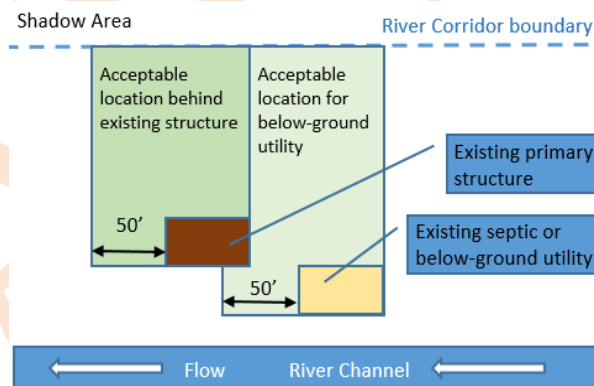 Shadow Area
River Corridor boundary
Acceptable
location behind
existing structure
Acceptable
location for
below-ground
utility
Existing primary
structure
50’
Existing septic or
below-ground utility
50’
Flow
River Channel